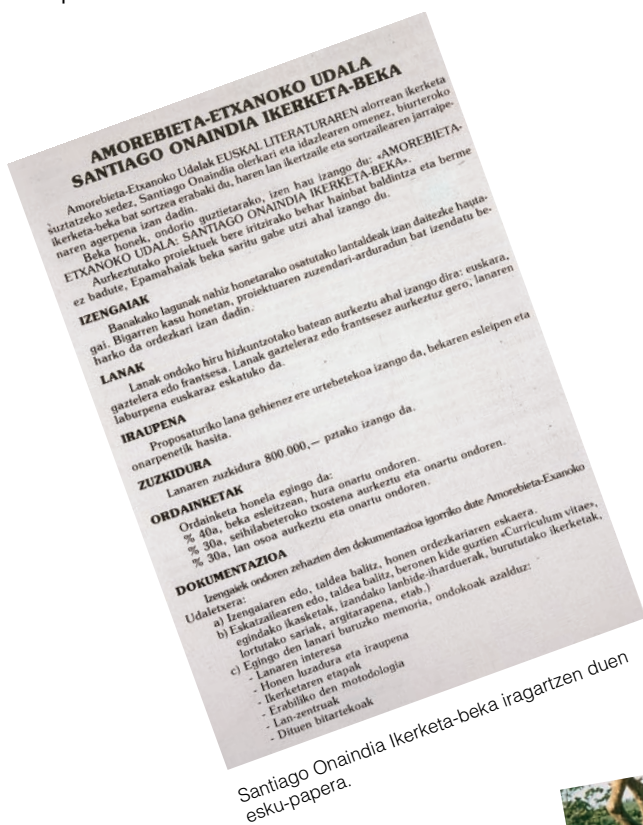 AMOREBIETA-ETXANOKO UDALA
SANTIAGO ONAINDIA IKERKETA-BEKA
Amorebieta-Etxanoko Udalak EUSKAL LITERATURAREN alorrean ikerketa
suztatzeko xedez, Santiago Onaindia olerkari eta idazlearen omenez, biurteroko
ikerketa-beka bat sortzea erabaki du, haren lan ikertzaile eta sortzailearen jarraipe-
naren agerpena izan dadin.
Beka honek, ondorio guztietarako, izen hau izango du: «AMOREBIETA-
ETXANOKO UDALA: SANTIAGO ONAINDIA IKERKETA-BEKA».
Aurkeztutako proiektuek bere iritzirako behar hainbat baldintza eta berme
ez badute, Epamahaiak beka saritu gabe utzi ahal izango du.
IZENGAIAK
Banakako lagunak nahiz honetarako osatutako lantaldeak izan daitezke hauta-
gai. Bigarren kasu honetan, proiektuaren zuzendari-arduradun bat izendatu be-
harko da ordezkari izan dadin.
LANAK
Lanak ondoko hiru hizkuntzotako batean aurkeztu ahal izango dira: euskara,
gaztelera edo frantsesa. Lanak gazteleraz edo frantsesez aurkeztuz gero, lanaren
laburpena euskaraz eskatuko da.
IRAUPENA
Proposaturiko lana gehienez ere urtebetekoa izango da, bekaren esleipen eta
onarpenetik hasita.
ZUZKIDURA
Lanaren zuzkidura 800.000,— pztako izango da.
ORDAINKETAK
Ordainketa honela egingo da:
% 40a, beka esleitzean, hura onartu ondoren.
% 30a, seihilabeteroko txostena aurkeztu eta onartu ondoren.
% 30a, lan osoa aurkeztu eta onartu ondoren.
DOKUMENTAZIOA
Izengaiek ondoren zehazten den dokumentazioa igorriko dute Amorebieta-Exanoko
Udaletxera:
a) Izengaiaren edo, taldea balitz, honen ordezkariaren eskaera.
b) Eskatzailearen edo, taldea balitz, beronen kide guztien «Curriculum vitae»,
egindako ikasketak, izandako lanbide-iharduerak, burututako ikerketak,
lortutako sariak, argitarapena, etab.)
c) Egingo den lanari buruzko memoria, ondokoak azalduz:
- Lanaren interesa
- Honen luzadura eta iraupena
- Ikerketaren etapak
- Erabiliko den motodologia
- Lan-zentruak
- Dituen bitartekoak
Santiago Onaindia Ikerketa-beka iragartzen duen
esku-papera.